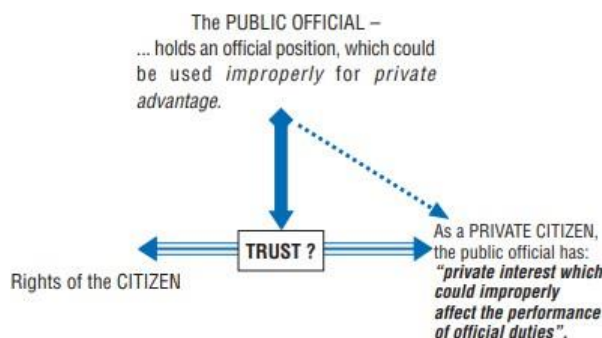 The PUBLIC OFFICIAL –
... holds an official position, which could
be used improperly for private
advantage.
TRUST ?
Rights of the CITIZEN
As a PRIVATE CITIZEN,
the public official has:
“private interest which
could improperly
affect the performance
of official duties”.